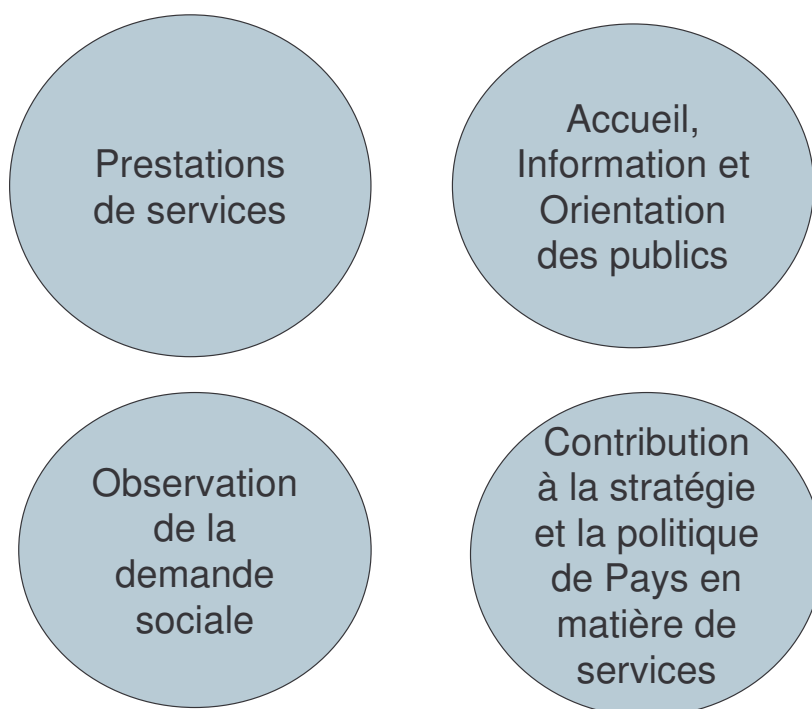 Prestations
de services
Accueil,
Information et
Orientation
des publics
Observation
de la
demande
sociale
Contribution
à la stratégie
et la politique
de Pays en
matière de
services